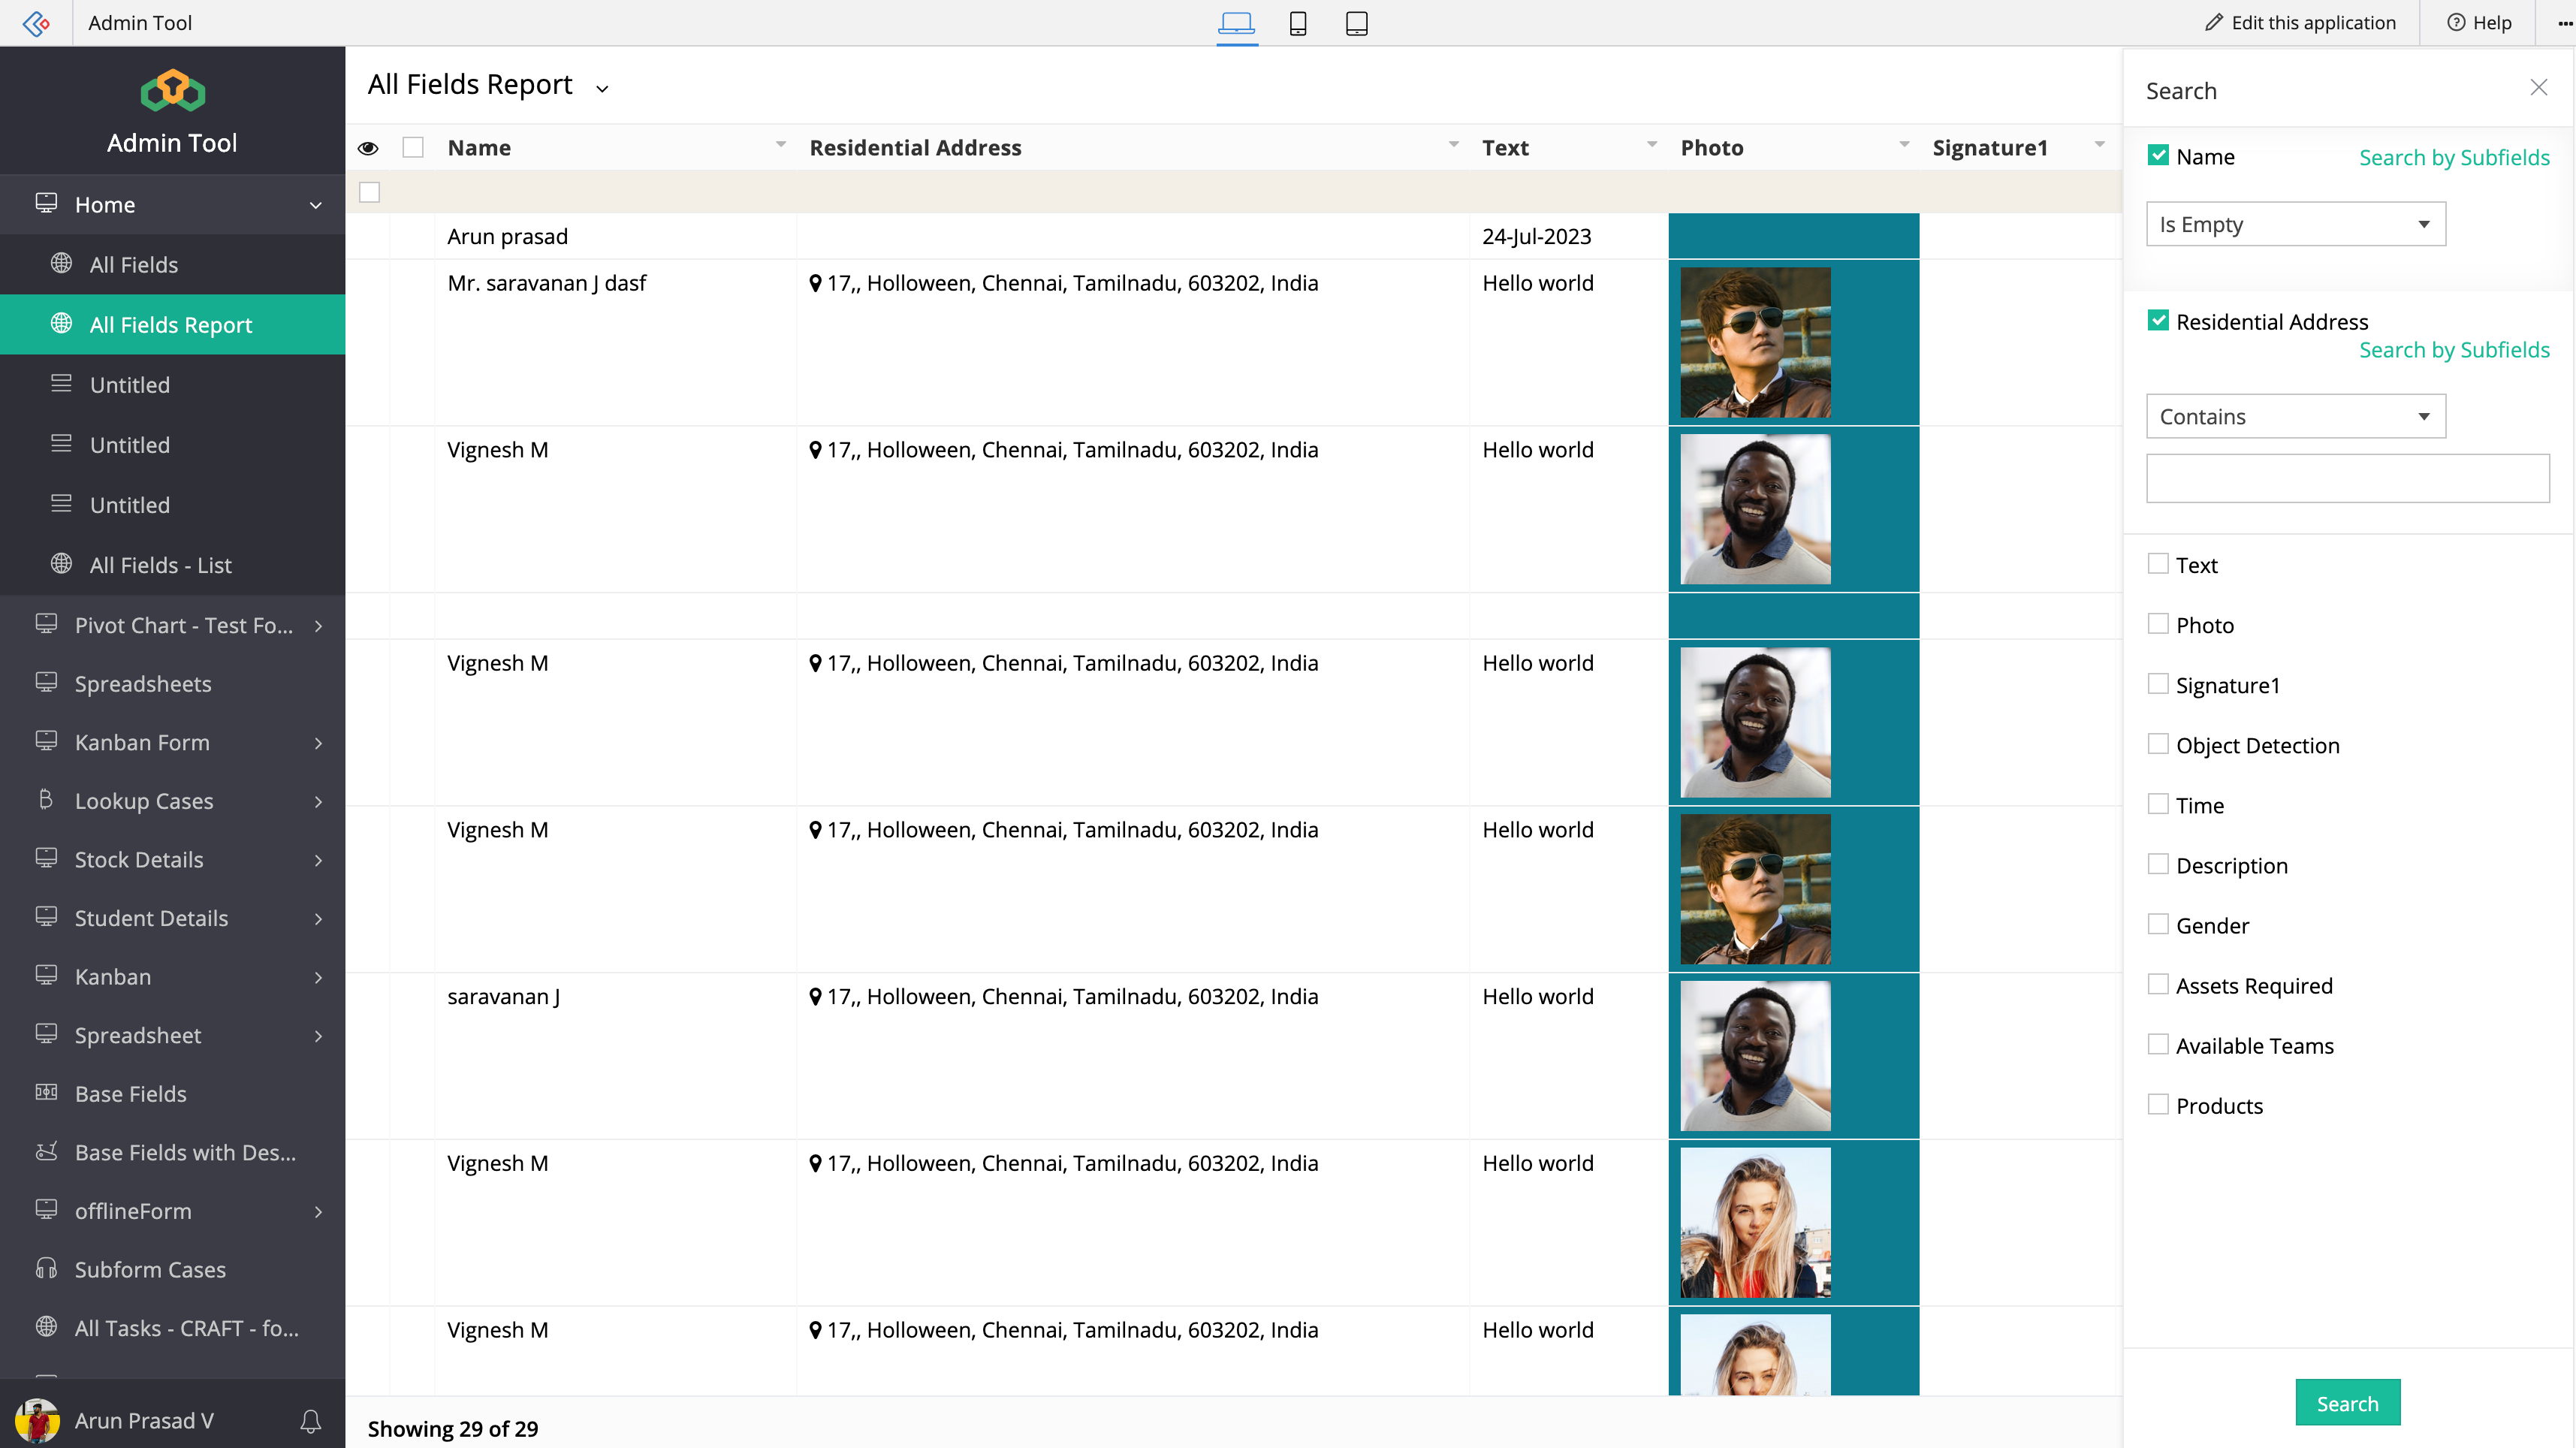 Admin Tool
Edit this application
Help
Admin Tool
Home
All Fields
All Fields Report
Untitled
Untitled
Untitled
All Fields - List
Pivot Chart - Test Fo...
Spreadsheets
Kanban Form
Lookup Cases
Stock Details
Student Details
Kanban
Spreadsheet
Base Fields
Base Fields with Des...
offlineForm
Subform Cases
All Tasks - CRAFT - fo...
Arun Prasad V
All Fields Report
Name Residential Address Text Photo Signature1
Arun prasad 24-Jul-2023
Mr. saravanan J dasf 17,, Holloween, Chennai, Tamilnadu, 603202, India Hello world
Vignesh M 17,, Holloween, Chennai, Tamilnadu, 603202, India Hello world
Vignesh M 17,, Holloween, Chennai, Tamilnadu, 603202, India Hello world
Vignesh M 17,, Holloween, Chennai, Tamilnadu, 603202, India Hello world
saravanan J 17,, Holloween, Chennai, Tamilnadu, 603202, India Hello world
Vignesh M 17,, Holloween, Chennai, Tamilnadu, 603202, India Hello world
Vignesh M 17,, Holloween, Chennai, Tamilnadu, 603202, India Hello world
Showing 29 of 29
Search
Name Search by Subfields
Is Empty
Residential Address
Search by Subfields
Contains
Text
Photo
Signature1
Object Detection
Time
Description
Gender
Assets Required
Available Teams
Products
Search